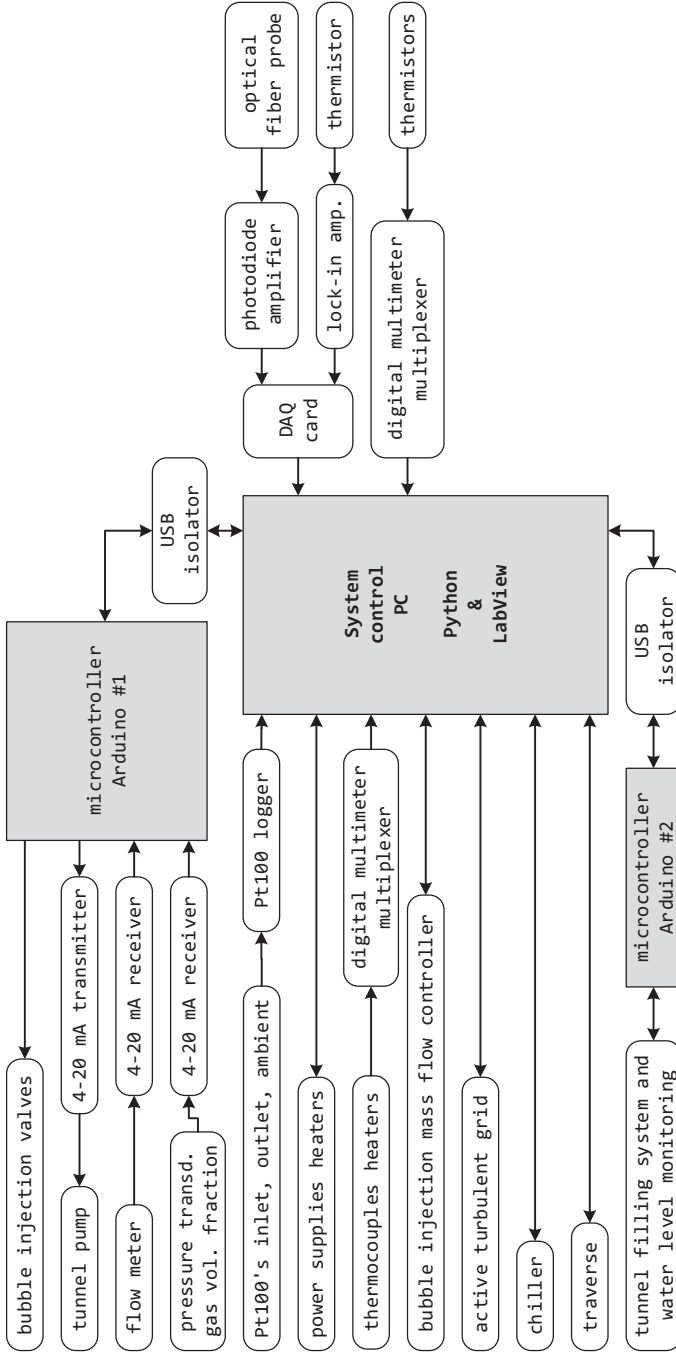 bubble injection valves
tunnel pump
4-20 mA transmitter
flow meter
4-20 mA receiver
pressure transd.
gas vol. fraction
4-20 mA receiver
microcontroller
Arduino #1
USB
isolator
Pt100's inlet, outlet, ambient
Pt100 logger
power supplies heaters
thermocouples heaters
digital multimeter
multiplexer
bubble injection mass flow controller
active turbulent grid
chiller
traverse
System
control
PC
Python
&
LabView
DAQ
card
photodiode
amplifier
optical
fiber probe
lock-in amp.
thermistor
digital multimeter
multiplexer
thermistors
tunnel filling system and
water level monitoring
microcontroller
Arduino #2
USB
isolator